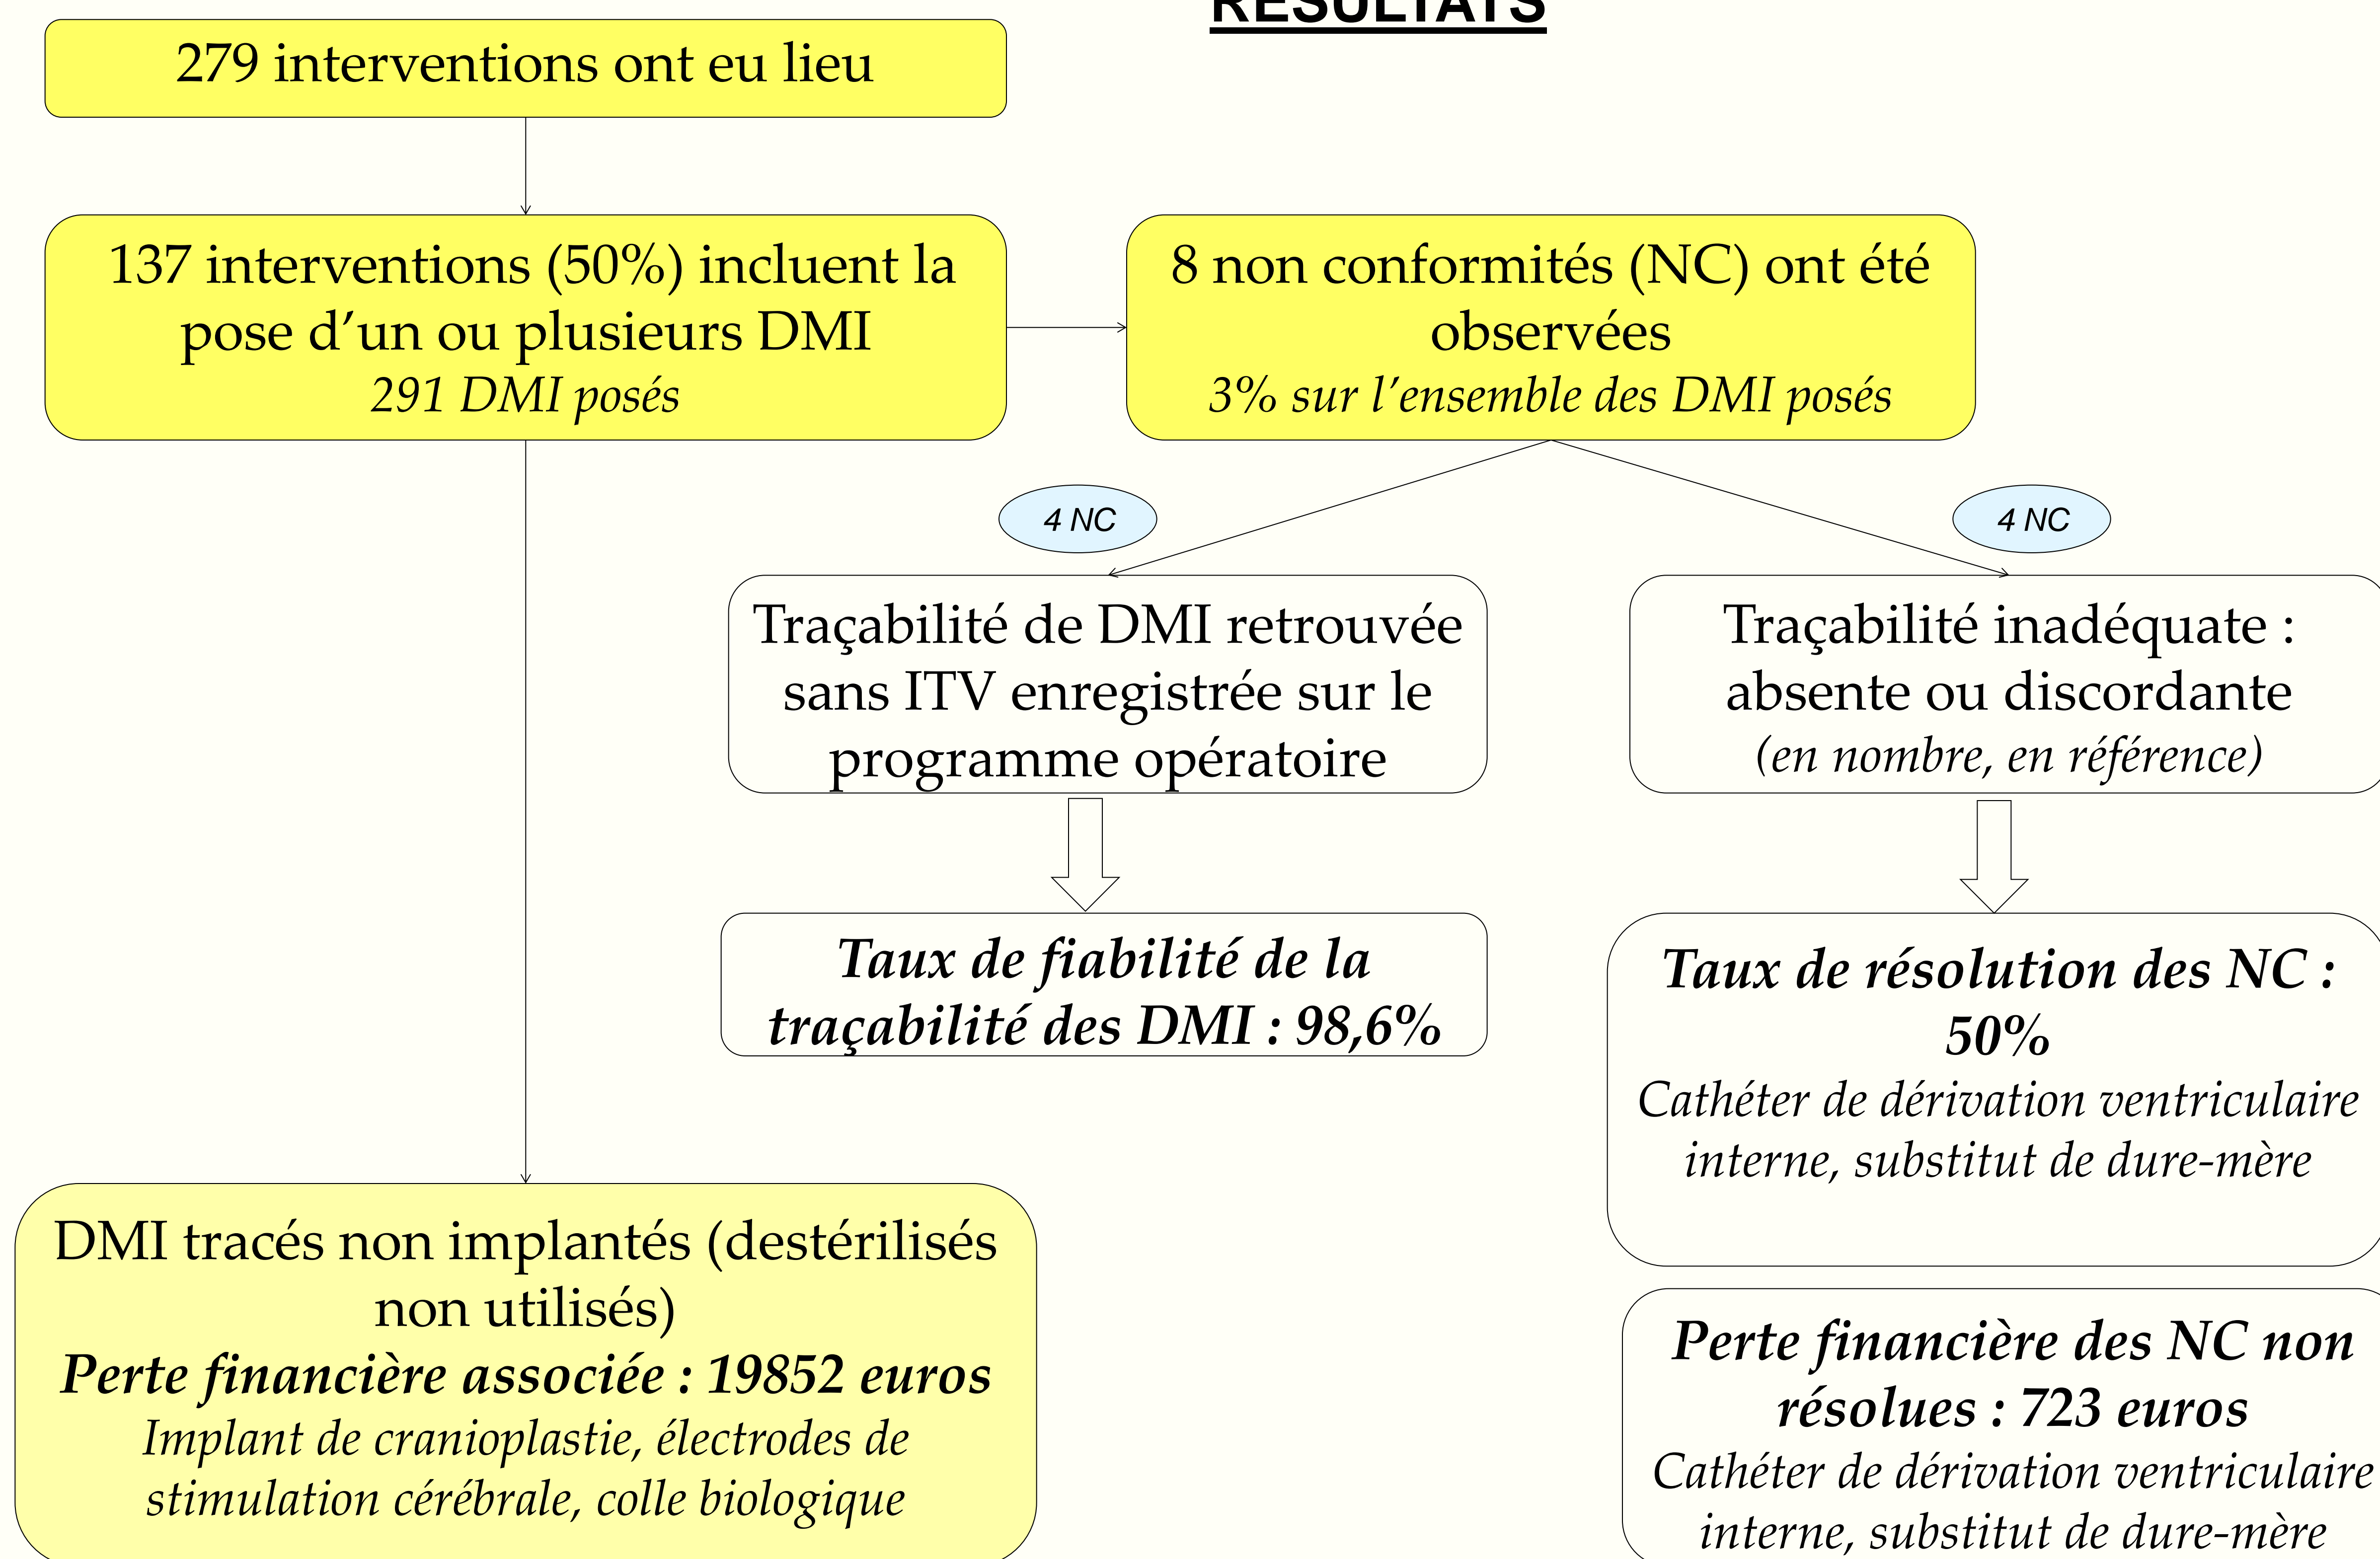 RESULTATS
279 interventions ont eu lieu
137 interventions (50%) incluent la
pose d’un ou plusieurs DMI
291 DMI posés
8 non conformités (NC) ont été
observées
3% sur l’ensemble des DMI posés
4 NC
4 NC
Traçabilité de DMI retrouvée
sans ITV enregistrée sur le
programme opératoire
Traçabilité inadéquate :
absente ou discordante
(en nombre, en référence)
Taux de fiabilité de la
traçabilité des DMI : 98,6%
Taux de résolution des NC :
50%
Cathéter de dérivation ventriculaire
interne, substitut de dure-mère
DMI tracés non implantés (destérilisés
non utilisés)
Perte financière associée : 19852 euros
Implant de cranioplastie, électrodes de
stimulation cérébrale, colle biologique
Perte financière des NC non
résolues : 723 euros
Cathéter de dérivation ventriculaire
interne, substitut de dure-mère